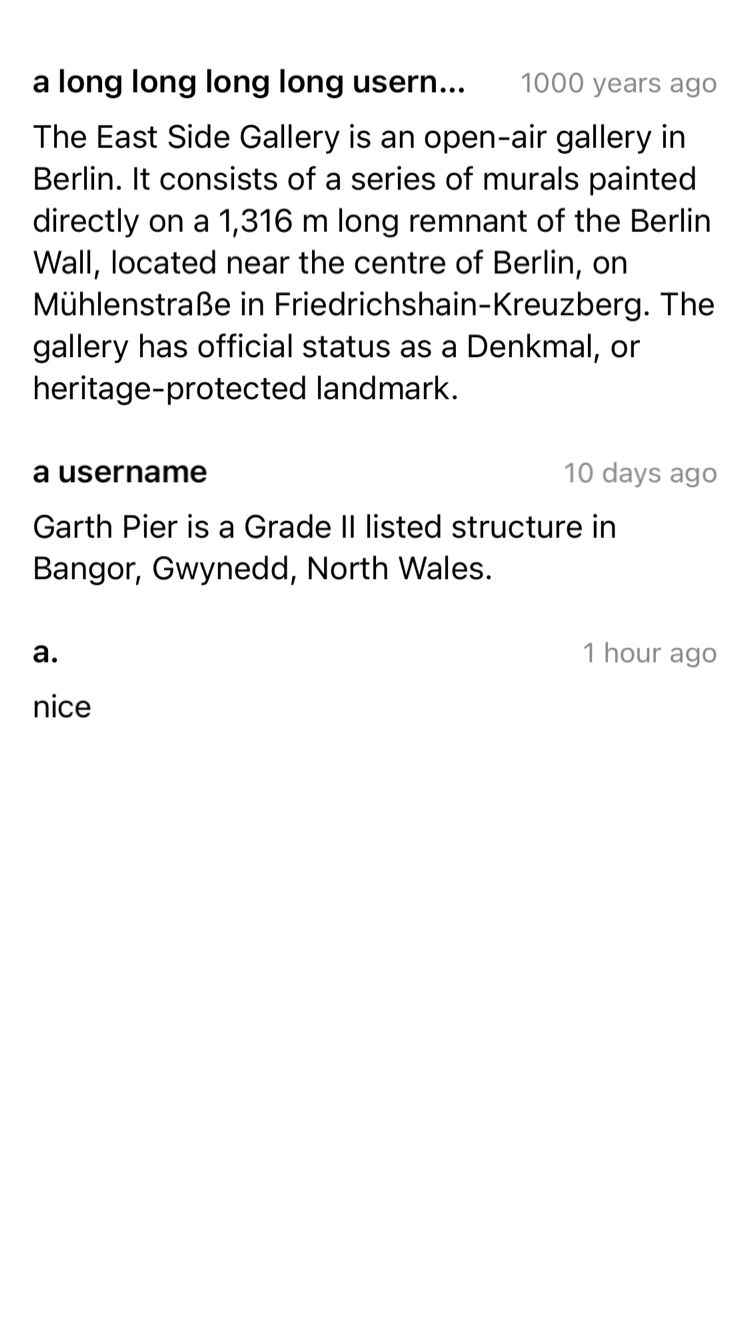 a long long long long usern... 1000 years ago
The East Side Gallery is an open-air gallery in
Berlin. It consists of a series of murals painted
directly on a 1,316 m long remnant of the Berlin
Wall, located near the centre of Berlin, on
Mühlenstraße in Friedrichshain-Kreuzberg. The
gallery has official status as a Denkmal, or
heritage-protected landmark.
a username 10 days ago
Garth Pier is a Grade II listed structure in
Bangor, Gwynedd, North Wales.
a. 1 hour ago
nice